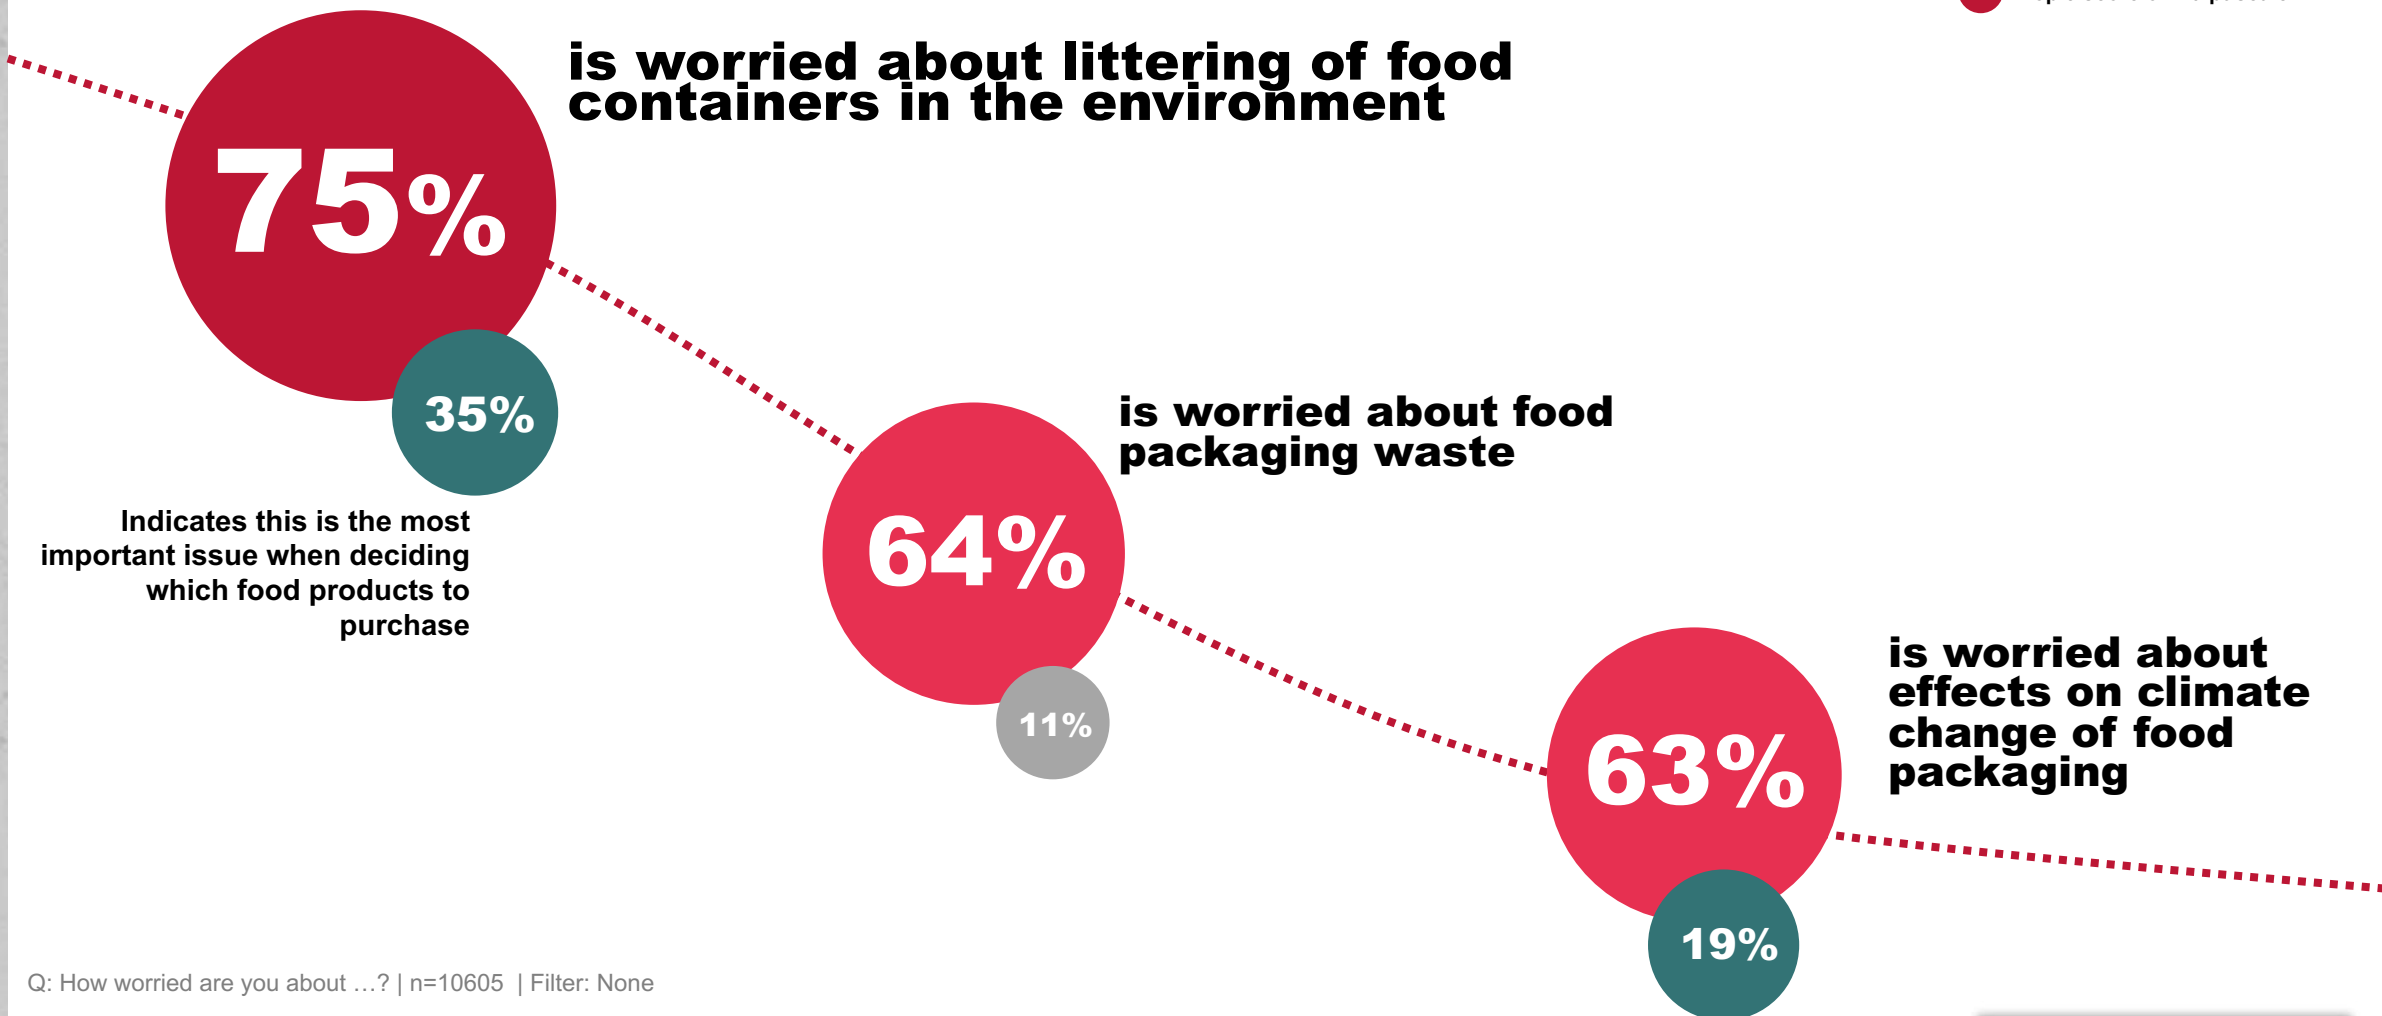 is worried about littering of food
containers in the environment
75%
35%
Indicates this is the most
important issue when deciding
which food products to
purchase
is worried about food
packaging waste
64%
11%
is worried about
effects on climate
change of food
packaging
63%
19%
Q: How worried are you about …? | n=10605 | Filter: None